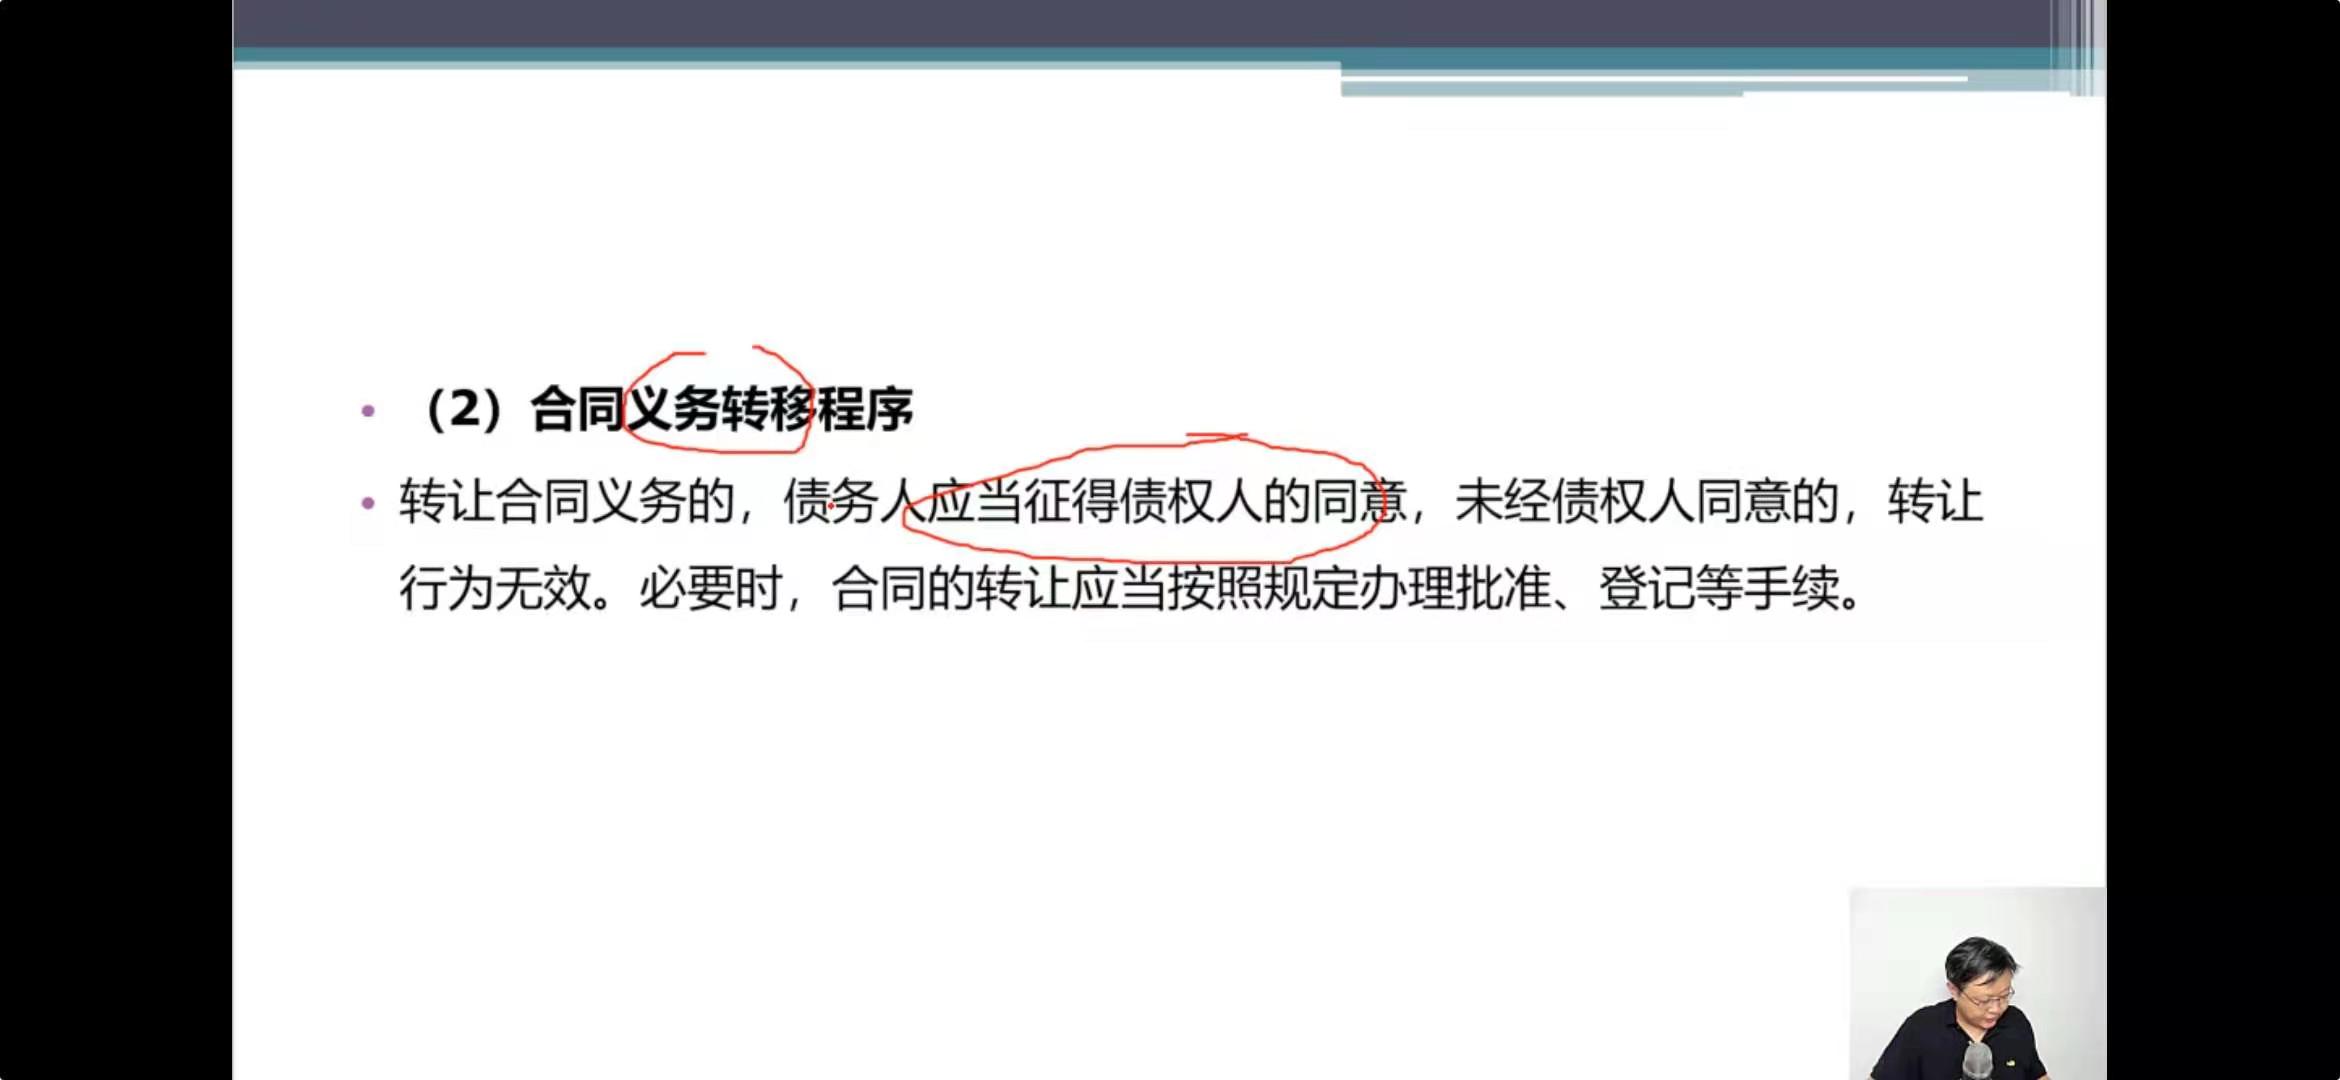 （2）合同义务转移程序
转让合同义务的，债务人应当征得债权人的同意，未经债权人同意的，转让
行为无效。必要时，合同的转让应当按照规定办理批准、登记等手续。